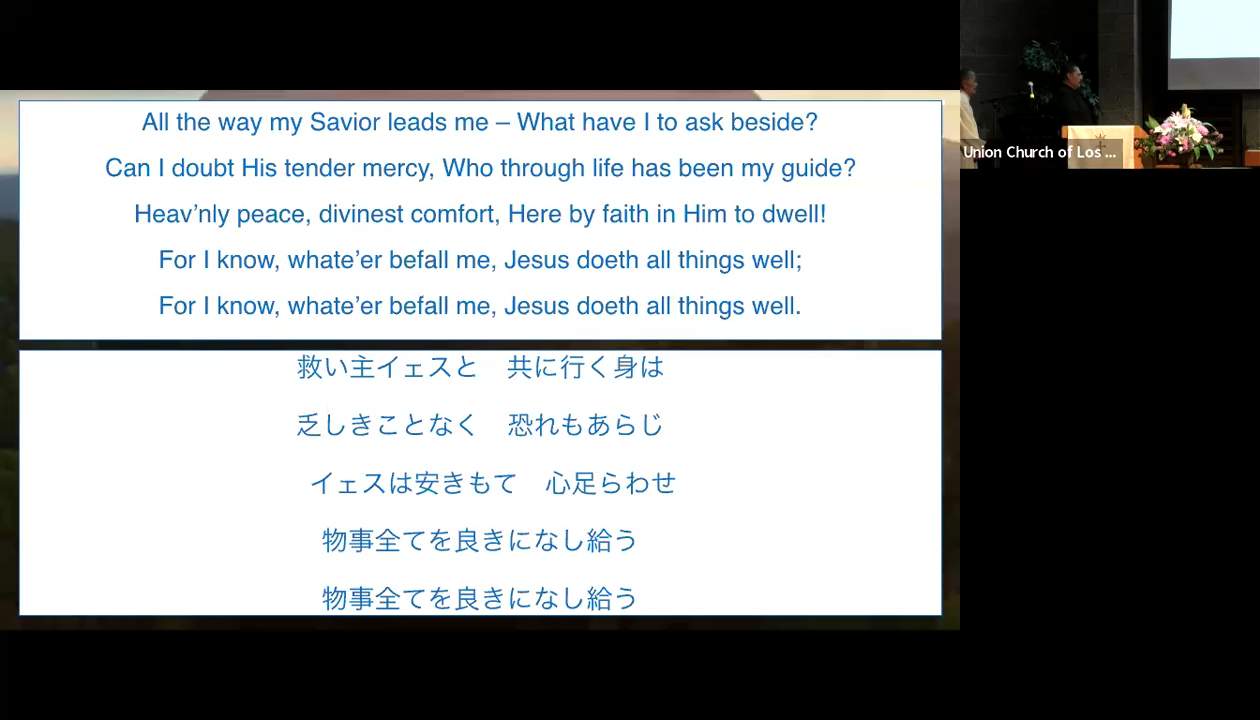 All the way my Savior leads me – What have I to ask beside?
Can I doubt His tender mercy, Who through life has been my guide?
Heav’nly peace, divinest comfort, Here by faith in Him to dwell!
For I know, whate’er befall me, Jesus doeth all things well;
For I know, whate’er befall me, Jesus doeth all things well.
救い主イェスと　共に行く身は
乏しきことなく　恐れもあらじ
イェスは安きもて　心足らわせ
物事全てを良きになし給う
物事全てを良きになし給う
Union Church of Los ...